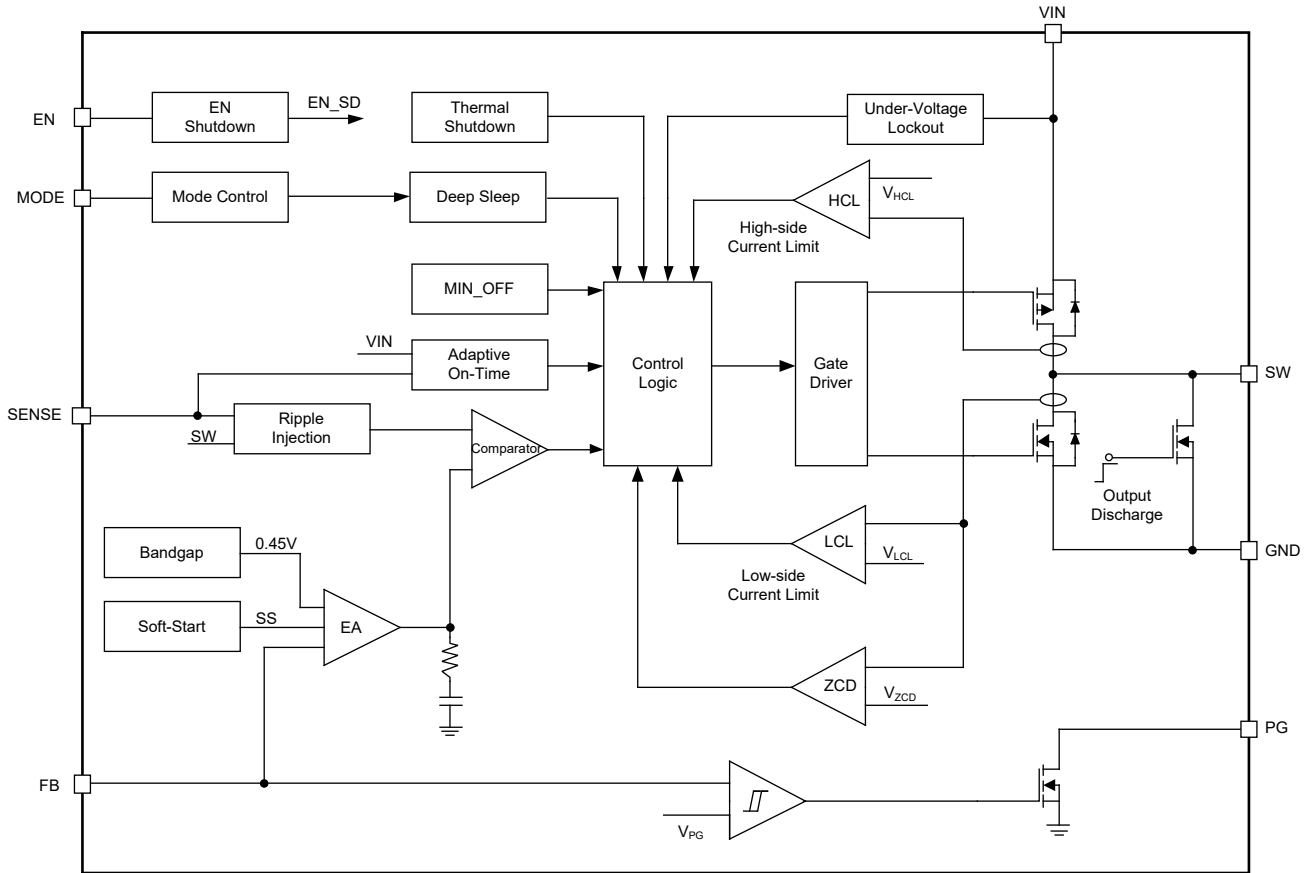 VIN
EN
EN
Shutdown
EN_SD
Thermal
Shutdown
Under-Voltage
Lockout
MODE
Mode Control
Deep Sleep
HCL
VHCL
High-side
Current Limit
MIN_OFF
VIN
Adaptive
On-Time
Control
Logic
Gate
Driver
SW
SENSE
Ripple
Injection
SW
Comparator
Output
Discharge
Bandgap
0.45V
LCL
VLCL
Low-side
Current Limit
GND
Soft-Start
SS
EA
ZCD
VZCD
PG
FB
VPG